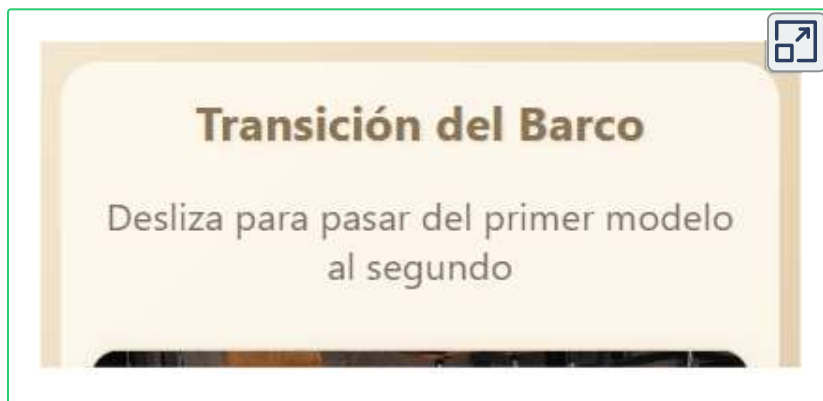 Transición del Barco
Desliza para pasar del primer modelo
al segundo